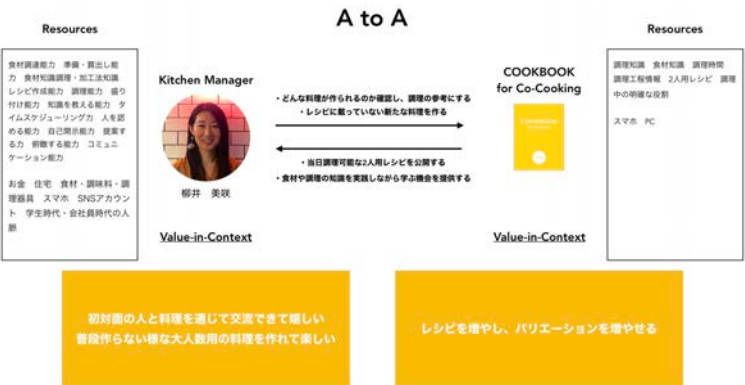 A to A
Resources
食材調達能力 準備・買出し能
力 食材知識調理・加工法知識
レシピ作成能力 調理能力 盛り
付け能力 知識を教える能力 タ
イムスケジューリング力 人を認
める能力 自己開示能力 提案す
る力 俯瞰する能力 コミュニ
ケーション能力
お金 住宅 食材・調味料・調
理器具 スマホ SNSアカウン
ト 学生時代・会社員時代の人
脈
Kitchen Manager
柳井 美咲
・どんな料理が作られるのか確認し、調理の参考にする
・レシピに載っていない新たな料理を作る
・当日調理可能な2人用レシピを公開する
・食材や調理の知識を実践しながら学ぶ機会を提供する
COOKBOOK
for Co-Cooking
Resources
調理知識 食材知識 調理時間
調理工程情報 2人用レシピ 調理
中の明確な役割
スマホ PC
Value-in-Context
初対面の人と料理を通じて交流できて嬉しい
普段作らない様な大人数用の料理を作れて楽しい
Value-in-Context
レシピを増やし、バリエーションを増やせる